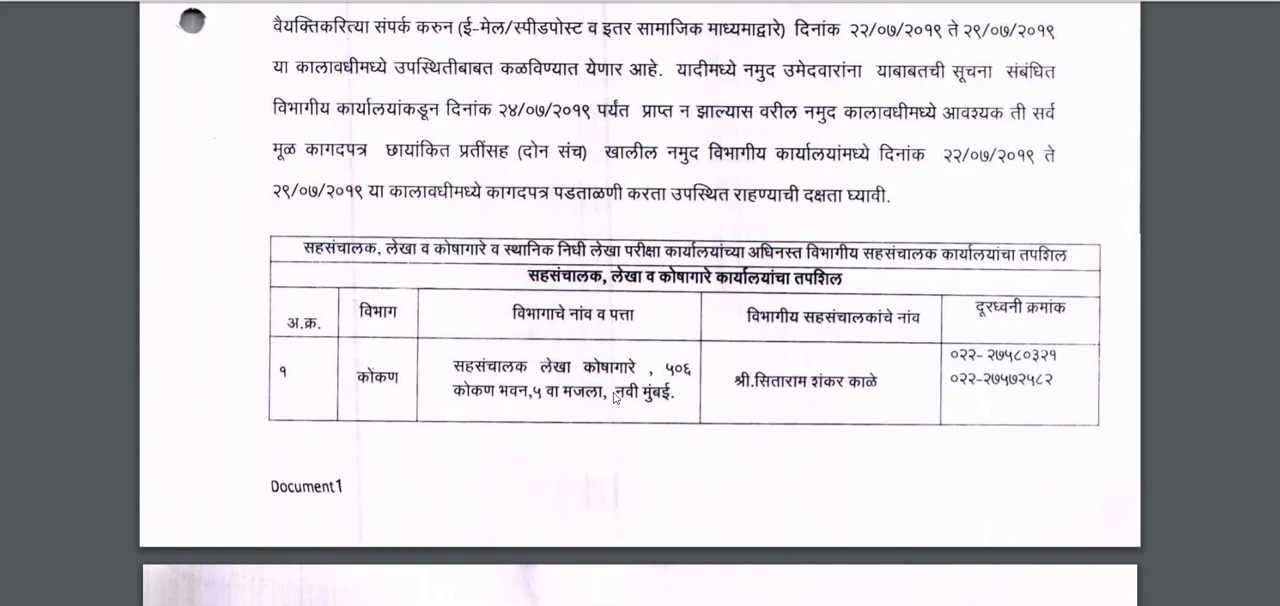 वैयक्तिकरित्या संपर्क करुन (ई-मेल/स्पीडपोस्ट व इतर सामाजिक माध्यमाद्वारे) दिनांक २२/०७/२०१९ ते २९/०७/२०१९
या कालावधीमध्ये उपस्थितीबाबत कळविण्यात येणार आहे. यादीमध्ये नमुद उमेदवारांना याबाबतची सूचना संबंधित
विभागीय कार्यालयांकडून दिनांक २४/०७/२०१९ पर्यंत प्राप्त न झाल्यास वरील नमुद कालावधीमध्ये आवश्यक ती सर्व
मूळ कागदपत्र छायांकित प्रतींसह (दोन संच) खालील नमुद विभागीय कार्यालयांमध्ये दिनांक २२/०७/२०१९ ते
२९/०७/२०१९ या कालावधीमध्ये कागदपत्र पडताळणी करता उपस्थित राहण्याची दक्षता घ्यावी.
सहसंचालक, लेखा व कोषागारे व स्थानिक निधी लेखा परीक्षा कार्यालयांच्या अधिनस्त विभागीय सहसंचालक कार्यालयांचा तपशिल
सहसंचालक, लेखा व कोषागारे कार्यालयांचा तपशिल
अ.क्र. विभाग विभागाचे नांव व पत्ता विभागीय सहसंचालकांचे नांव दूरध्वनी क्रमांक
१ कोंकण सहसंचालक लेखा कोषागारे , ५०६ श्री.सिताराम शंकर काळे ०२२- २७५८०३२१
कोकण भवन,५ वा मजला, नवी मुंबई. ०२२-२७५७२५८२
Document1